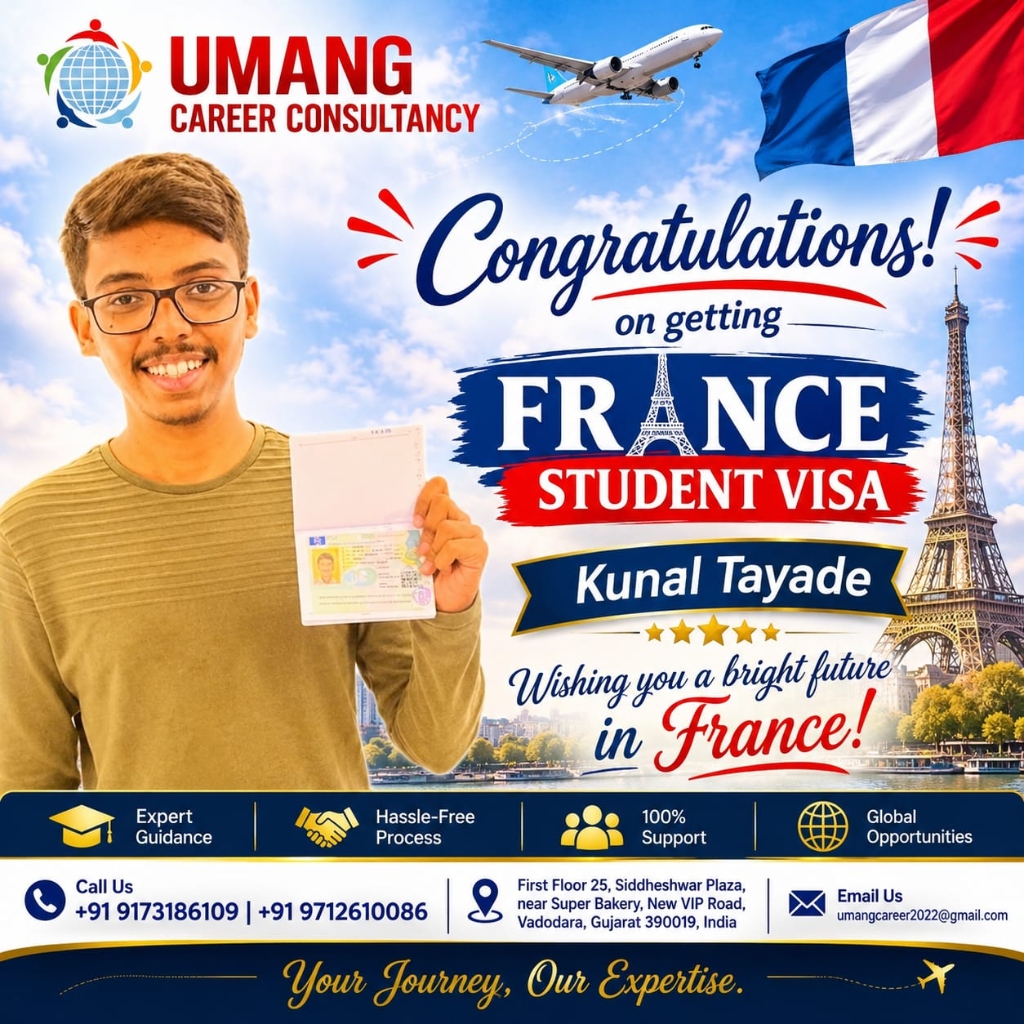 UMANG
CAREER CONSULTANCY
Congratulations!
on getting
FRANCE
STUDENT VISA
Kunal Tayade
Wishing you a bright future
in France!
Expert
Guidance
Hassle-Free
Process
100%
Support
Global
Opportunities
Call Us
+91 9173186109 | +91 9712610086
First Floor 25, Siddheshwar Plaza,
near Super Bakery, New VIP Road,
Vadodara, Gujarat 390019, India
Email Us
umangcareer2022@gmail.com
Your Journey, Our Expertise.